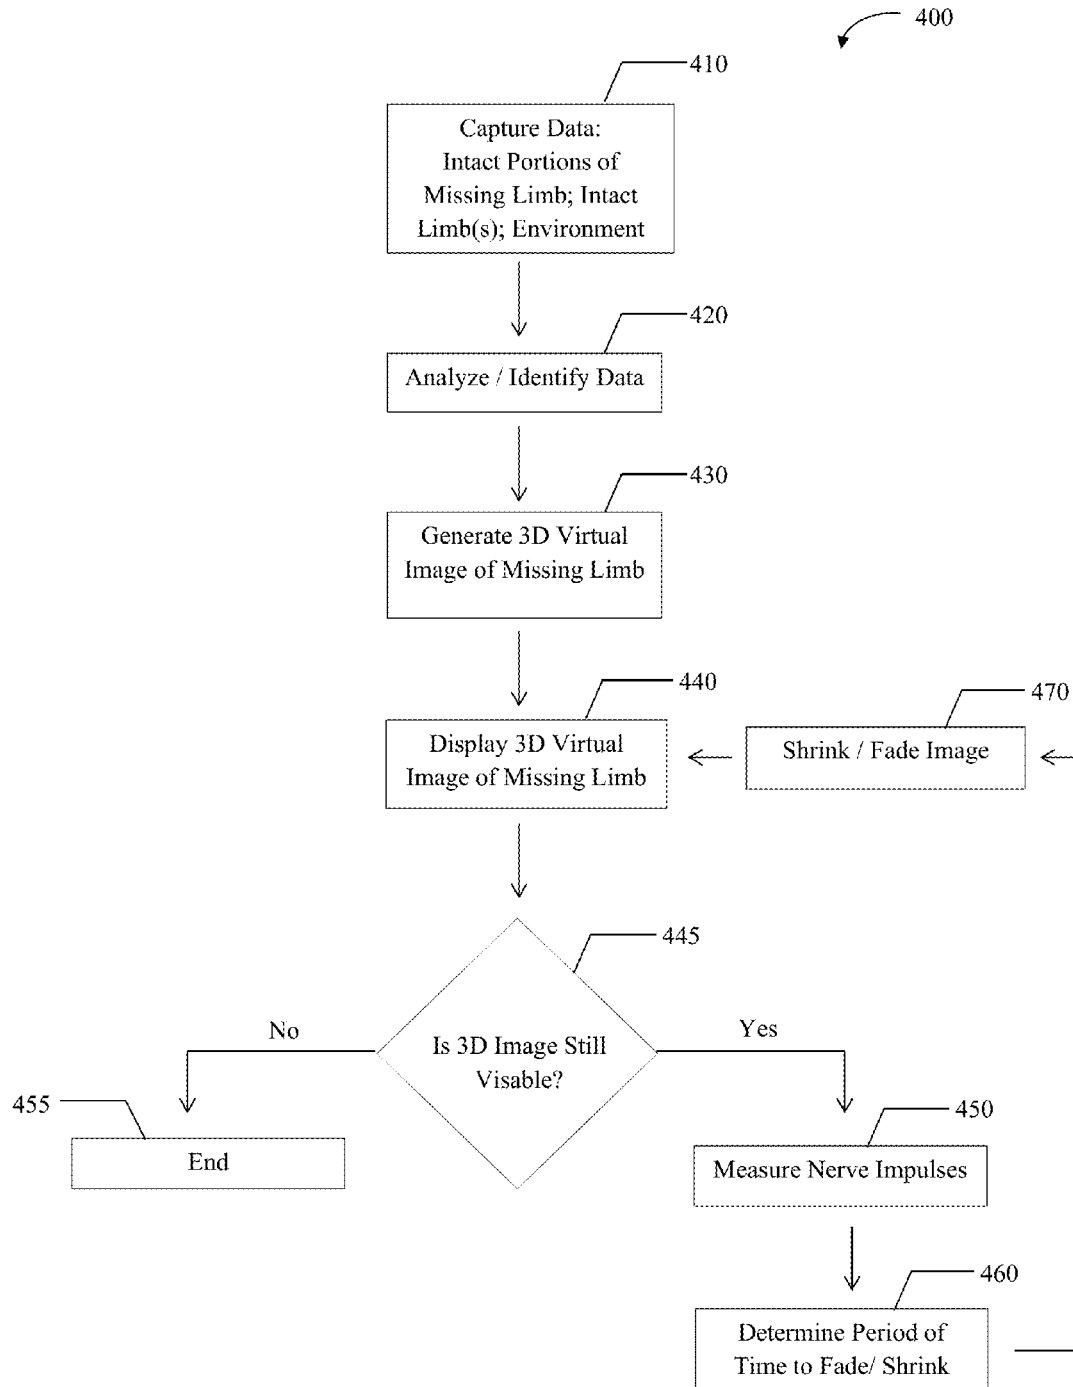 400
410
Capture Data:
Intact Portions of
Missing Limb; Intact
Limb(s); Environment
420
Analyze / Identify Data
430
Generate 3D Virtual
Image of Missing Limb
440
Display 3D Virtual
Image of Missing Limb
470
Shrink / Fade Image
445
Is 3D Image Still
Visable?
No
Yes
455
End
450
Measure Nerve Impulses
460
Determine Period of
Time to Fade/ Shrink